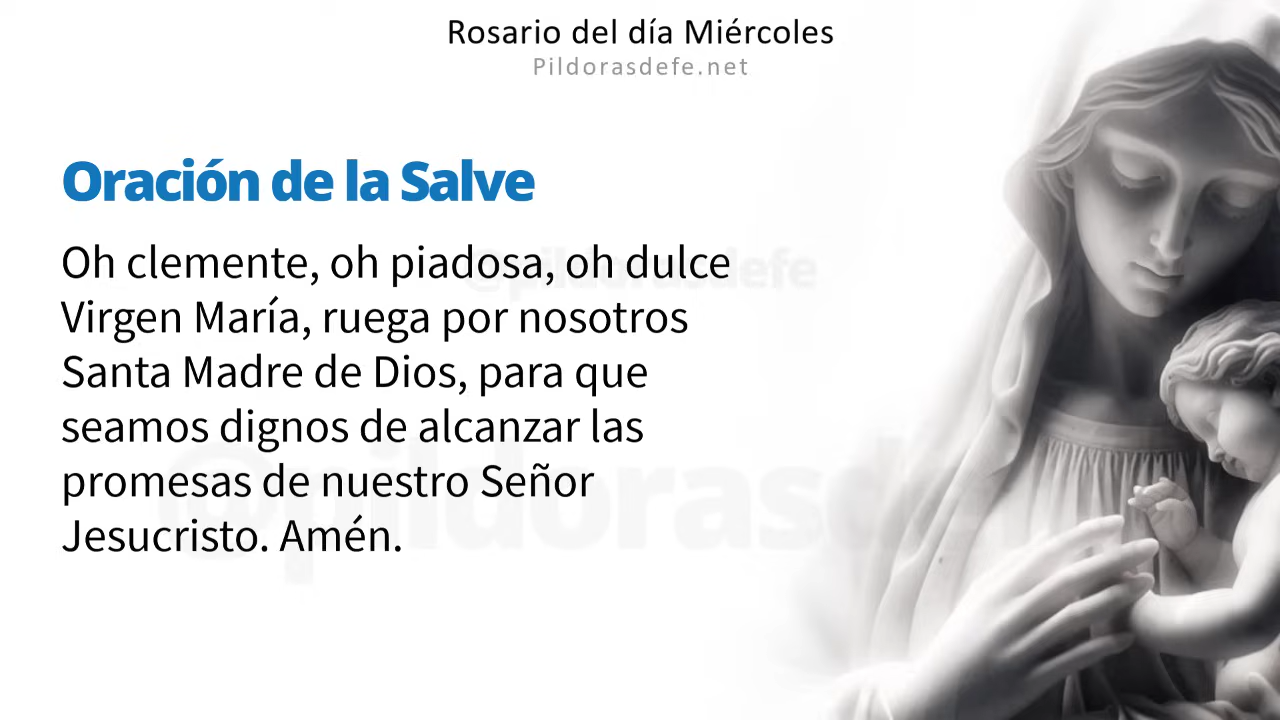 Rosario del día Miércoles
Pildorasdefe.net
Oración de la Salve
@pildorasdefe
Oh clemente, oh piadosa, oh dulce
Virgen María, ruega por nosotros
Santa Madre de Dios, para que
seamos dignos de alcanzar las
promesas de nuestro Señor
Jesucristo. Amén.
@pildorasde